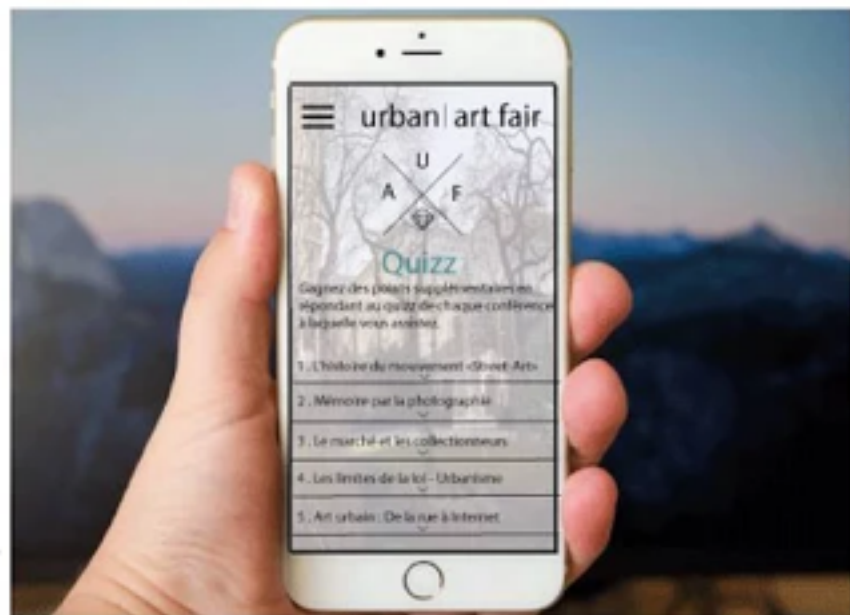 urban | art fair
U
A F
Quizz
Gagnez des points supplémentaires en
répondant au quizz de chaque conférence
à laquelle vous assistez.
1 . L'histoire du mouvement «Street-Art»
2 . Mémoire par la photographie
3 . Le marché et les collectionneurs
4 . Les limites de la loi - Urbanisme
5 . Art urbain : De la rue à Internet